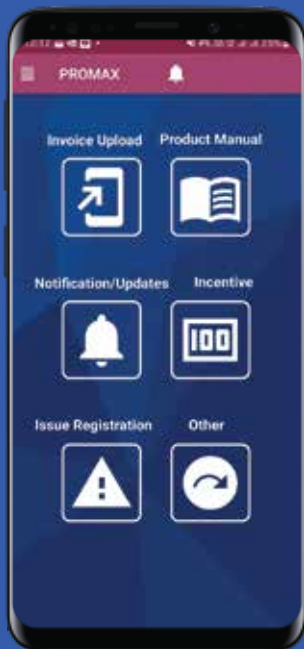 PROMAX
Invoice Upload Product Manual
Notification/Updates Incentive
100
Issue Registration Other